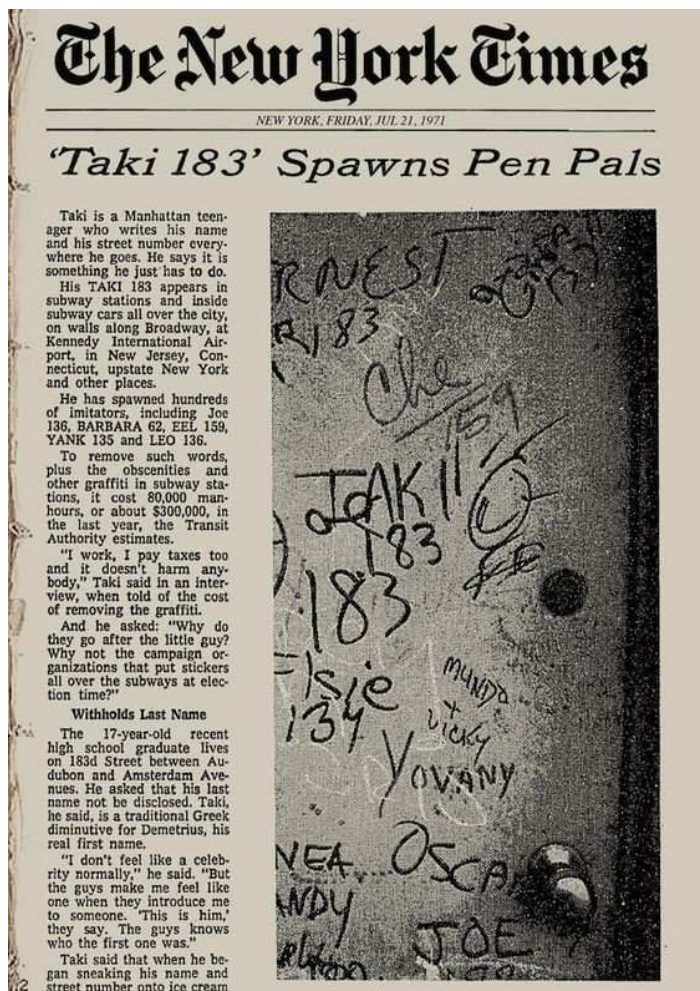 The New York Times
NEW YORK, FRIDAY, JUL 21, 1971
'Taki 183' Spawns Pen Pals
Taki is a Manhattan teen-
ager who writes his name
and his street number every-
where he goes. He says it is
something he just has to do.
His TAKI 183 appears in
subway stations and inside
subway cars all over the city,
on walls along Broadway, at
Kennedy International Air-
port, in New Jersey, Con-
necticut, upstate New York
and other places.
He has spawned hundreds
of imitators, including Joe
136, BARBARA 62, EEL 159,
YANK 135 and LEO 136.
To remove such words,
plus the obscenities and
other graffiti in subway sta-
tions, it cost 80,000 man-
hours, or about $300,000, in
the last year, the Transit
Authority estimates.
"I work, I pay taxes too
and it doesn't harm any-
body," Taki said in an inter-
view, when told of the cost
of removing the graffiti.
And he asked: "Why do
they go after the little guy?
Why not the campaign or-
ganizations that put stickers
all over the subways at elec-
tion time?"
Withholds Last Name
The 17-year-old recent
high school graduate lives
on 183d Street between Au-
dubon and Amsterdam Ave-
nues. He asked that his last
name not be disclosed. Taki,
he said, is a traditional Greek
diminutive for Demetrius, his
real first name.
"I don't feel like a celeb-
rity normally," he said. "But
the guys make me feel like
one when they introduce me
to someone. 'This is him,'
they say. The guys knows
who the first one was."
Taki said that when he be-
gan sneaking his name and
street number onto ice cream
RNEST
183
Che
159
TAKI
183
183
Elsie
134
MUNDO
+
VICKY
YOVANY
NEA
OSCAR
ANDY
JOE